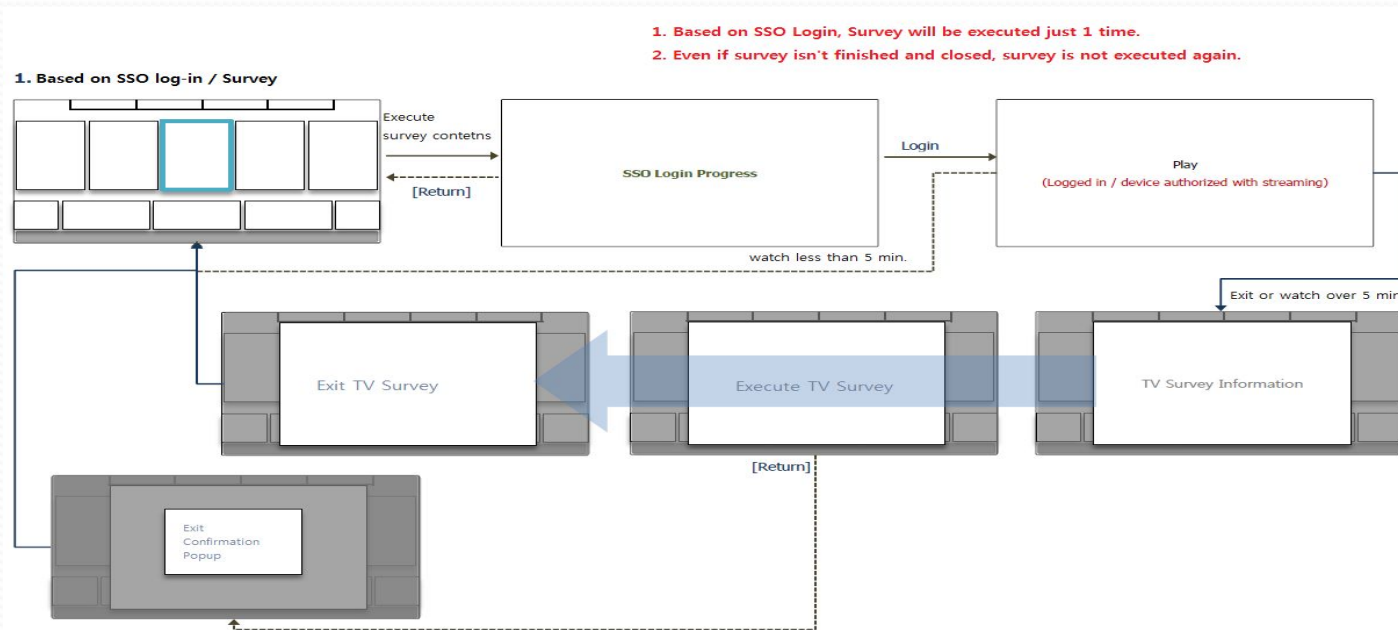 1. Based on SSO Login, Survey will be executed just 1 time.
2. Even if survey isn't finished and closed, survey is not executed again.
1. Based on SSO log-in / Survey
Execute
survey contetns
[Return]
SSO Login Progress
Login
Play
(Logged in / device authorized with streaming)
watch less than 5 min.
Exit or watch over 5 min
Exit TV Survey
Execute TV Survey
TV Survey Information
[Return]
Exit
Confirmation
Popup